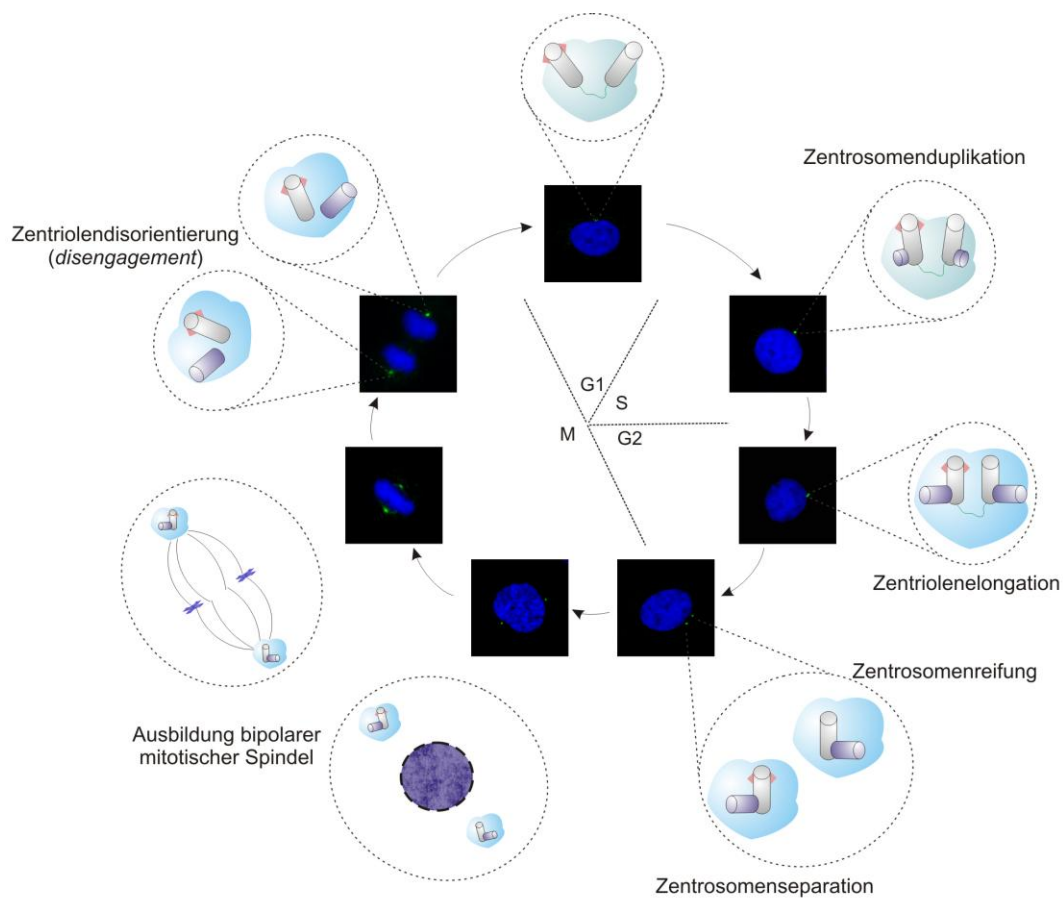 Zentrosomenduplikation
Zentriolendisorientierung
(disengagement)
G1
S
M
G2
Zentriolenelongation
Zentrosomenreifung
Ausbildung bipolarer
mitotischer Spindel
Zentrosomenseparation